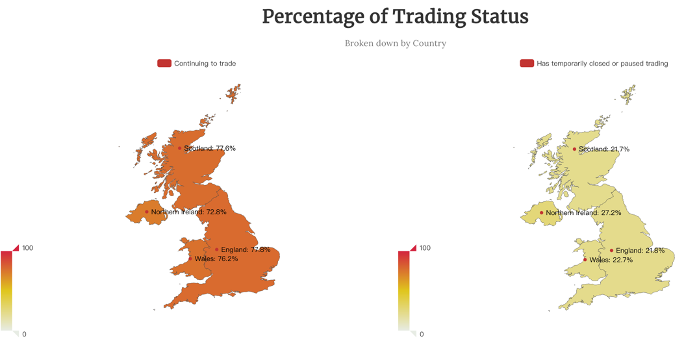 Percentage of Trading Status
Broken down by Country
Continuing to trade
Has temporarily closed or paused trading
Scotland: 77.6%
Northern Ireland: 72.8%
England: 77.8%
Wales: 76.2%
100
0
Scotland: 21.7%
Northern Ireland: 27.2%
England: 21.8%
Wales: 22.7%
100
0